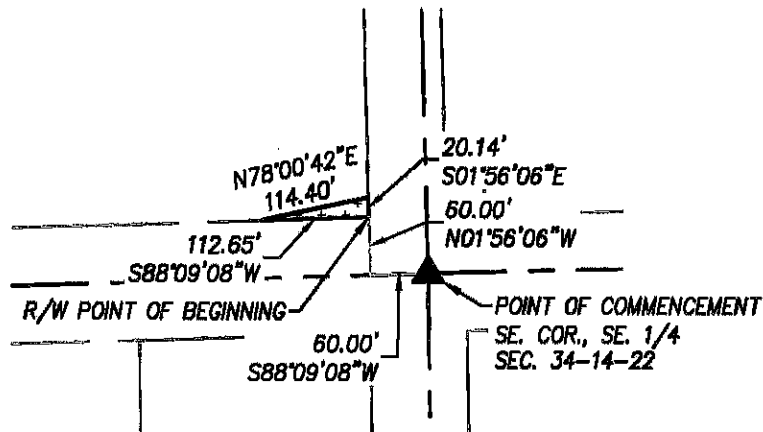 N78°00'42"E
114.40'
20.14'
S01°56'06"E
60.00'
N01°56'06"W
112.65'
S88°09'08"W
R/W POINT OF BEGINNING
POINT OF COMMENCEMENT
SE. COR., SE. 1/4
SEC. 34-14-22
60.00'
S88°09'08"W